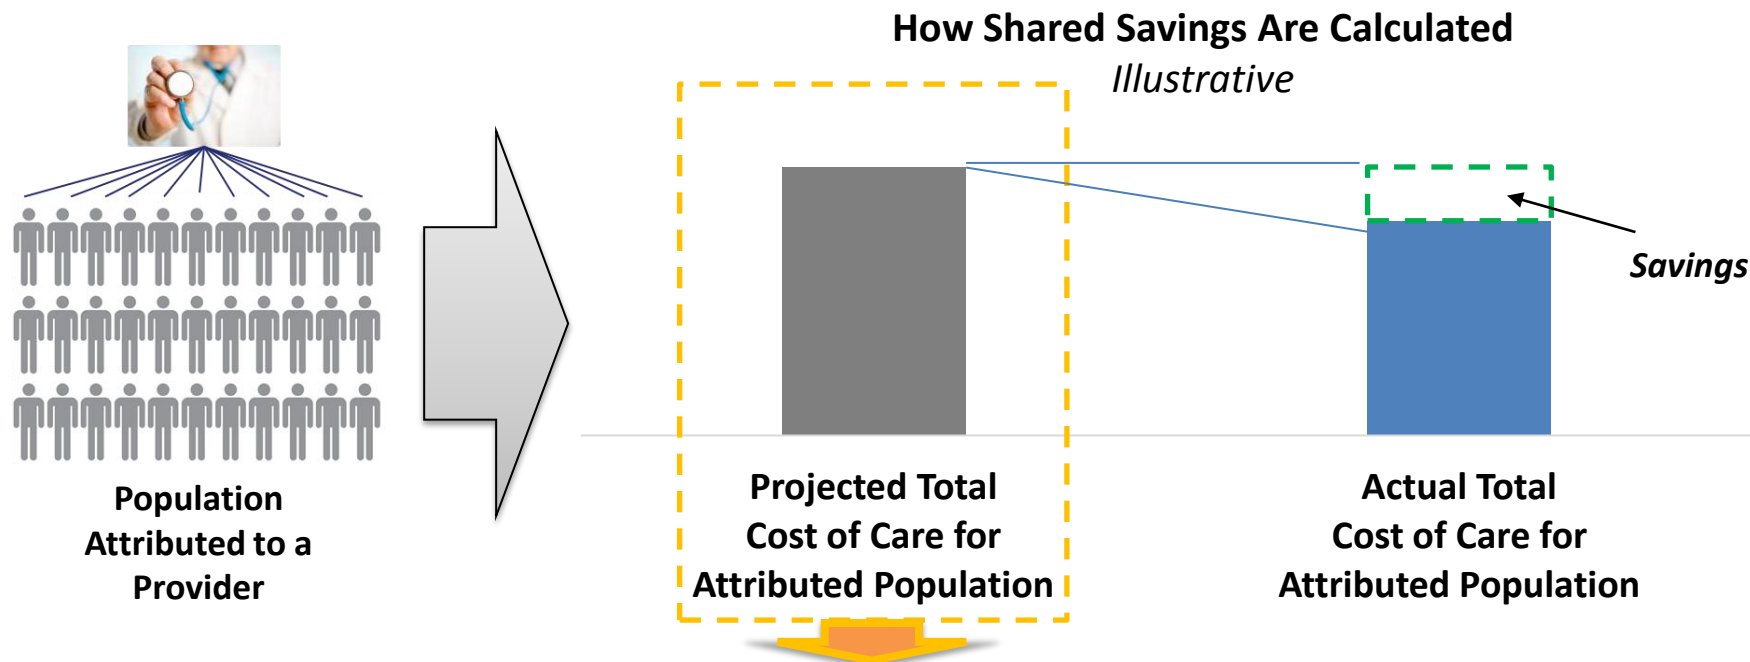 How Shared Savings Are Calculated
Illustrative
Savings
Population
Attributed to a
Provider
Projected Total
Cost of Care for
Attributed Population
Actual Total
Cost of Care for
Attributed Population